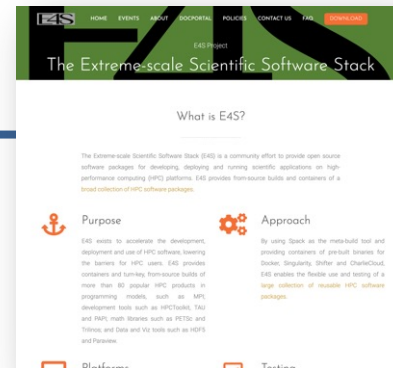 E4S
HOME EVENTS ABOUT DOCPORTAL POLICIES CONTACT US FAQ DOWNLOAD
E4S Project
The Extreme-scale Scientific Software Stack
What is E4S?
The Extreme-scale Scientific Software Stack (E4S) is a community effort to provide open source
software packages for developing, deploying and running scientific applications on high-
performance computing (HPC) platforms. E4S provides from-source builds and containers of a
broad collection of HPC software packages.
Purpose
E4S exists to accelerate the development,
deployment and use of HPC software, lowering
the barriers for HPC users. E4S provides
containers and turn-key, from-source builds of
more than 80 popular HPC products in
programming models, such as MPI;
development tools such as HPCToolkit, TAU
and PAPI; math libraries such as PETSc and
Trilinos; and Data and Viz tools such as HDF5
and Paraview.
Approach
By using Spack as the meta-build tool and
providing containers of pre-built binaries for
Docker, Singularity, Shifter and CharlieCloud,
E4S enables the flexible use and testing of a
large collection of reusable HPC software
packages.
Platforms
Testing